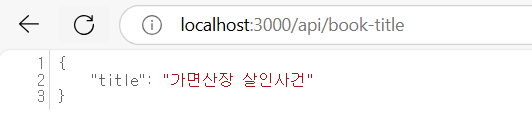 localhost:3000/api/book-title
1 {
2 "title": "가면산장 살인사건"
3 }